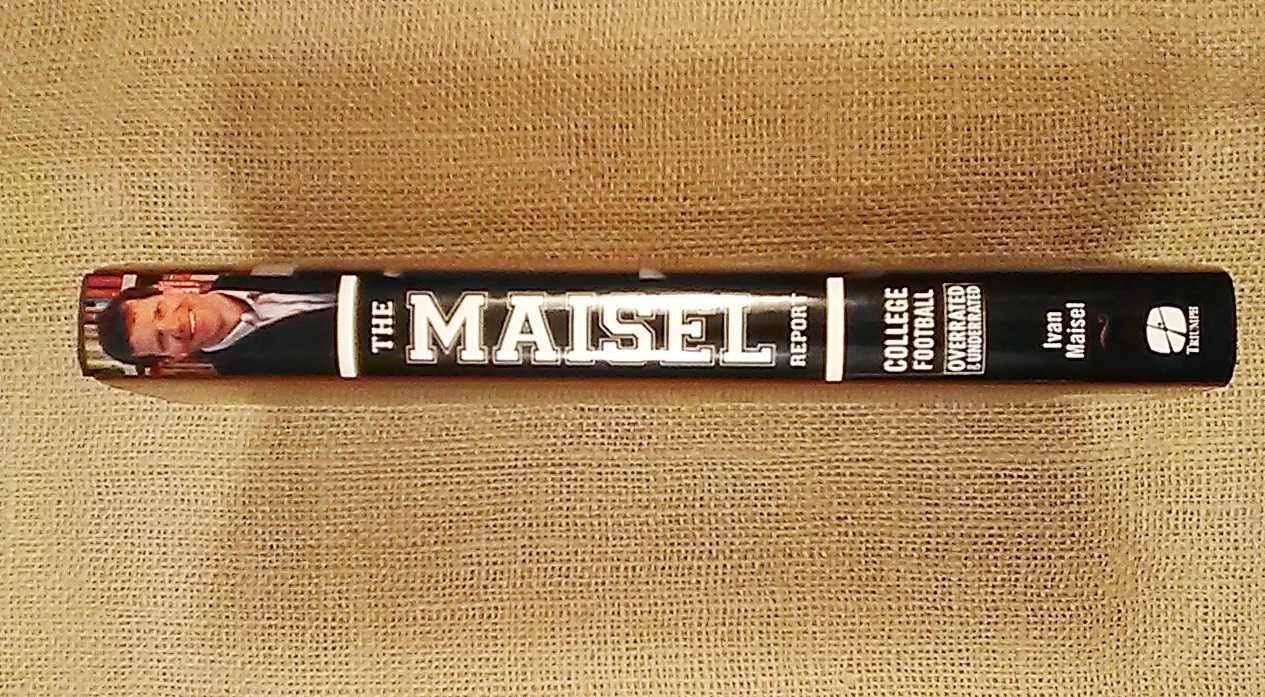 THE
MAISEL
REPORT
COLLEGE
FOOTBALL
OVERRATED
& UNDERRATED
Ivan
Maisel
TRIUMPH